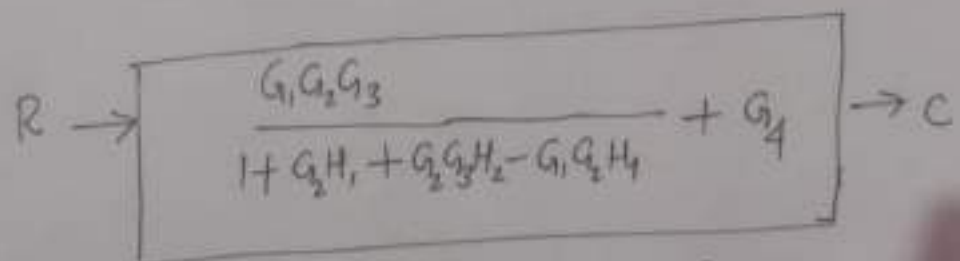 R → G₁G₂G₃ / 1 + G₂H₁ + G₂G₃H₂ - G₁G₂H₁ + G₄ → C